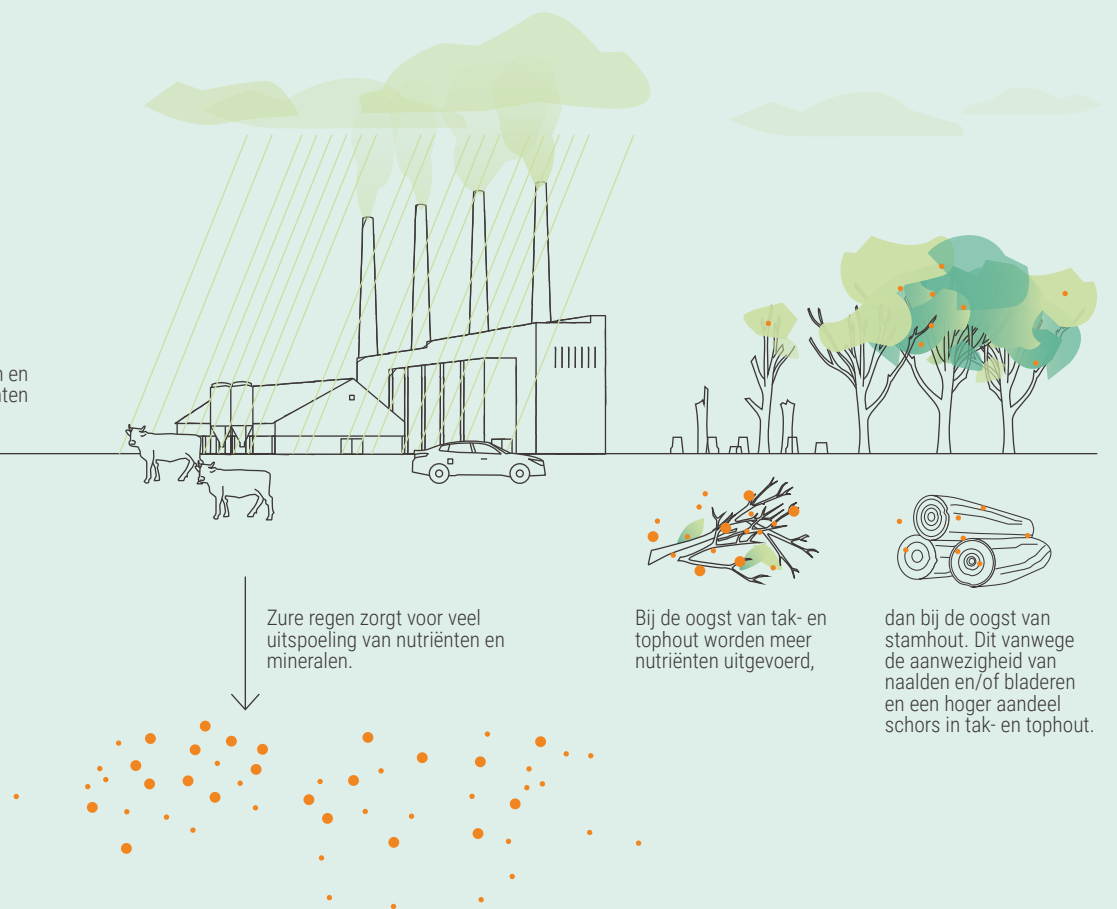 en
Zure regen zorgt voor veel
uitspoeling van nutriënten en
mineralen.
Bij de oogst van tak- en
tophout worden meer
nutriënten uitgevoerd,
dan bij de oogst van
stamhout. Dit vanwege
de aanwezigheid van
naalden en/of bladeren
en een hoger aandeel
schors in tak- en tophout.